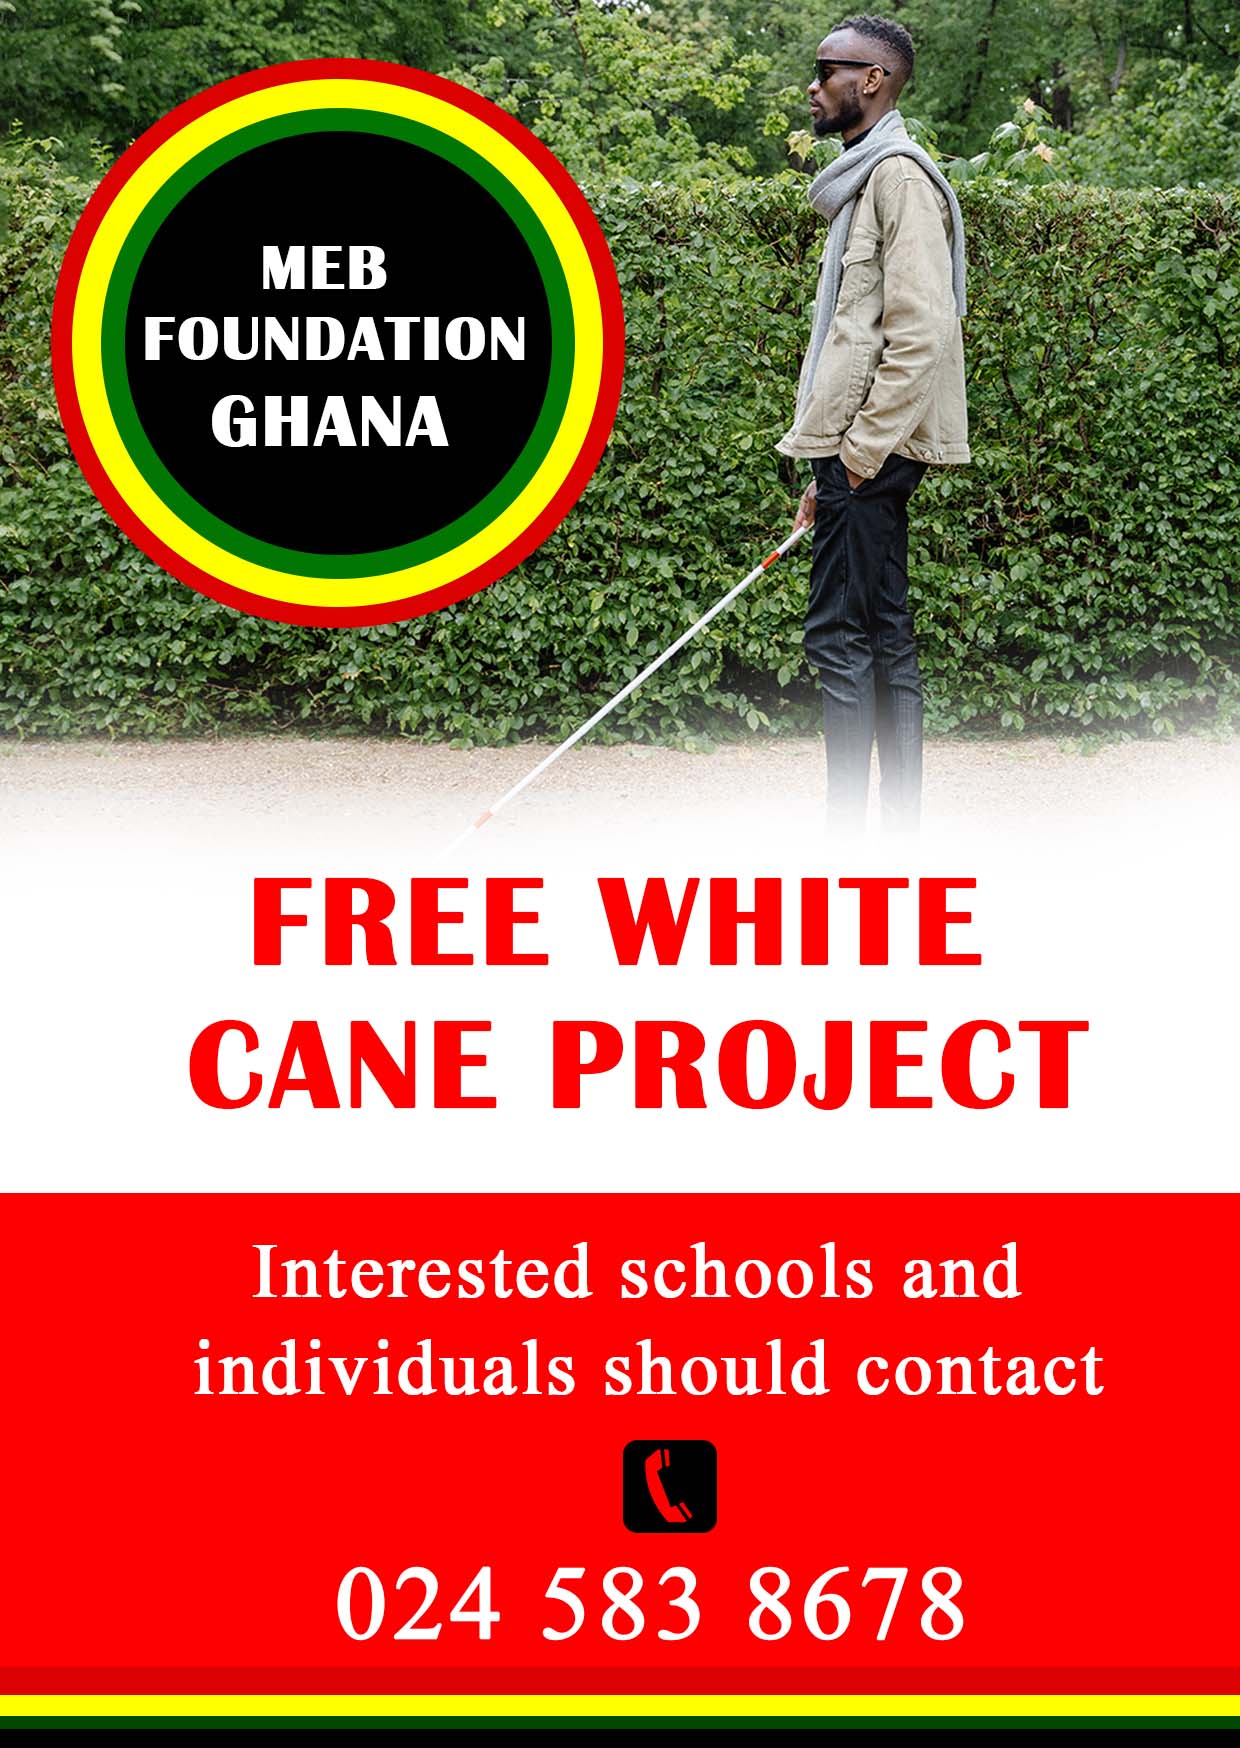 MEB
FOUNDATION
GHANA
FREE WHITE
CANE PROJECT
Interested schools and
individuals should contact
024 583 8678